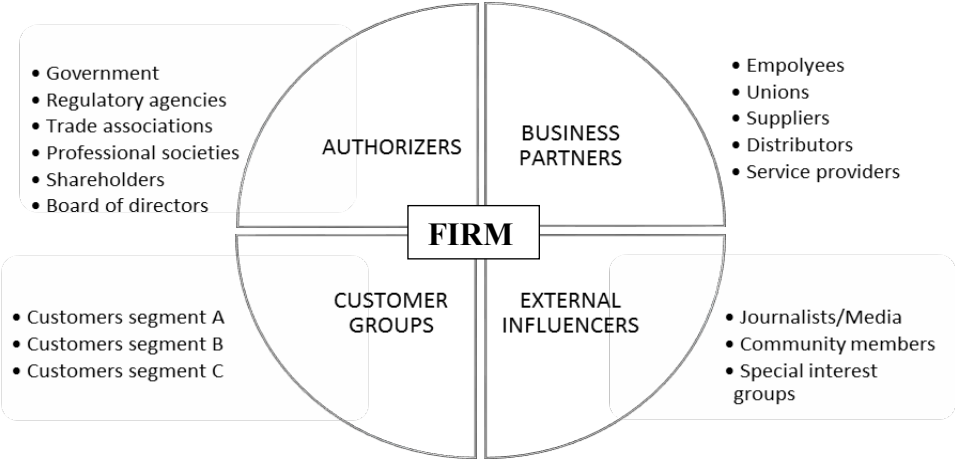 • Government
• Regulatory agencies
• Trade associations
• Professional societies
• Shareholders
• Board of directors
AUTHORIZERS
BUSINESS
PARTNERS
• Empolyees
• Unions
• Suppliers
• Distributors
• Service providers
FIRM
• Customers segment A
• Customers segment B
• Customers segment C
CUSTOMER
GROUPS
EXTERNAL
INFLUENCERS
• Journalists/Media
• Community members
• Special interest
groups